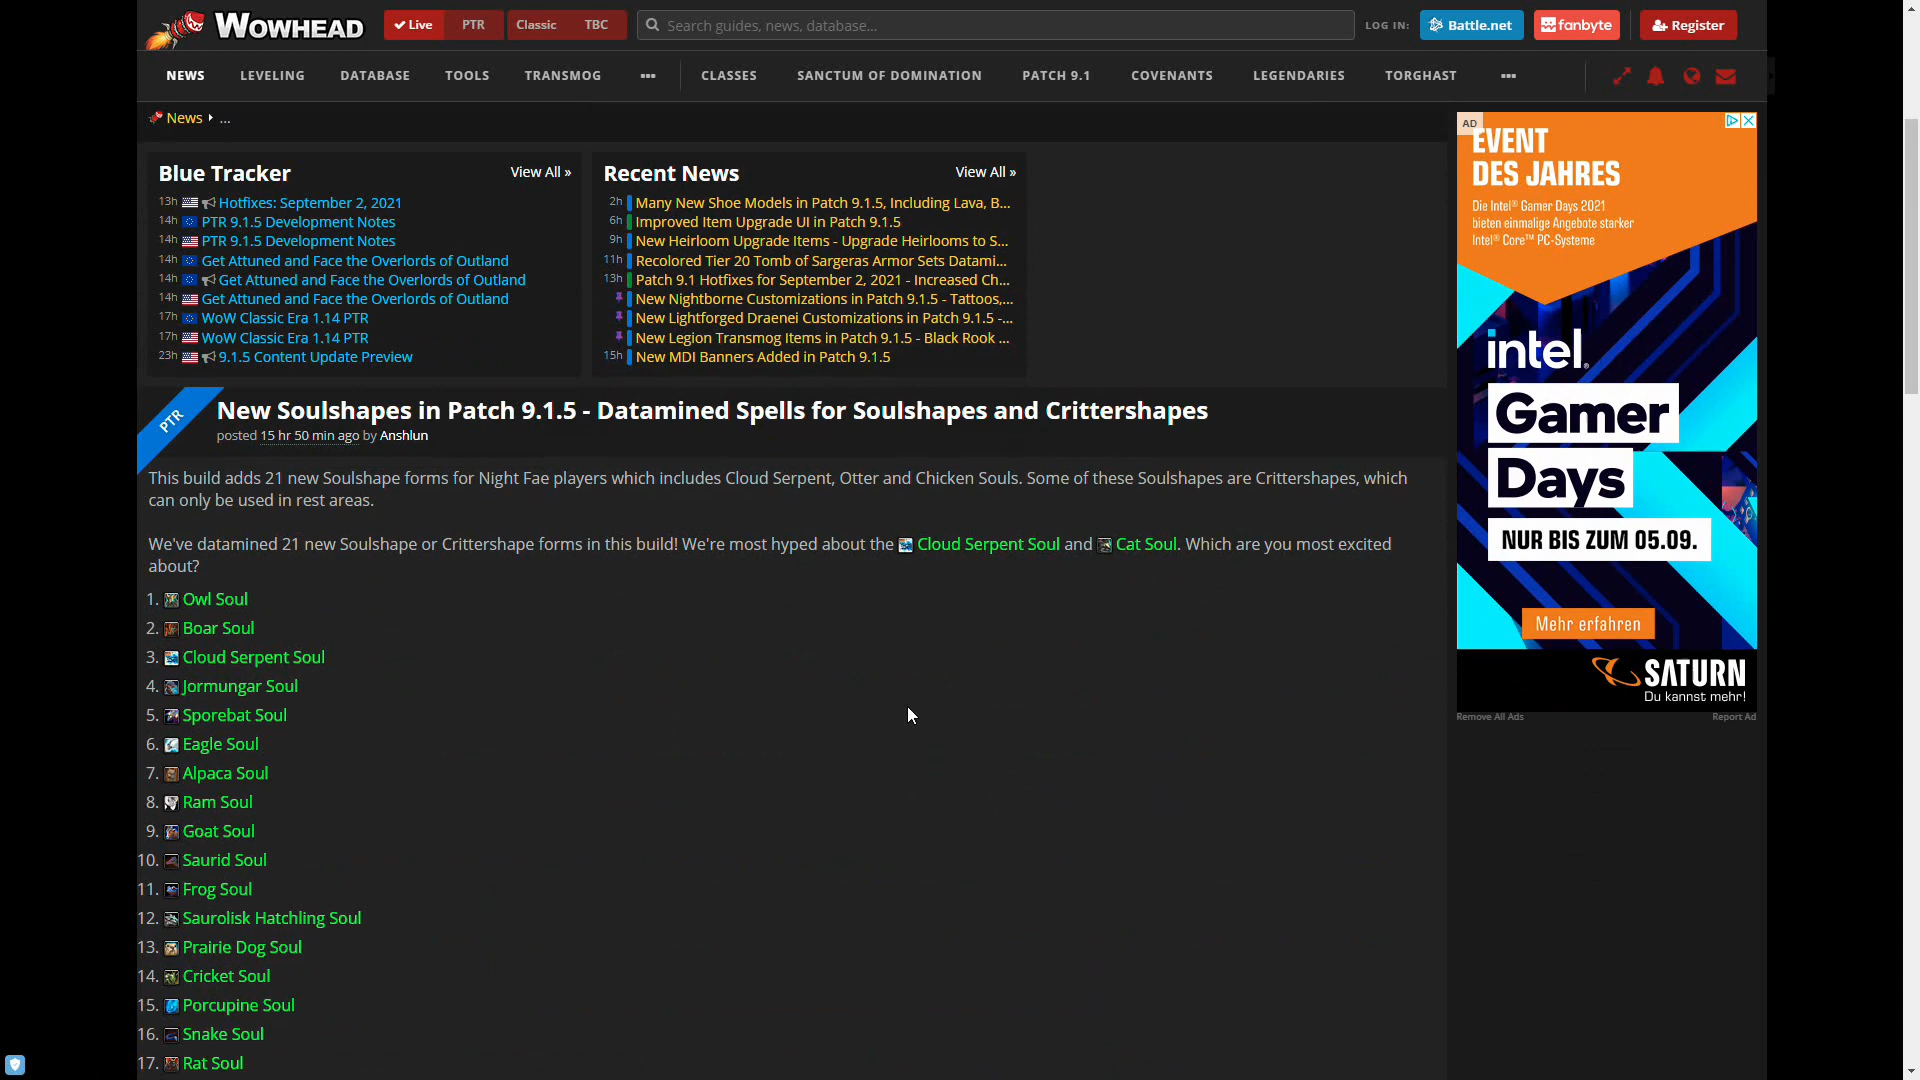 WOWHEAD
Live PTR Classic TBC
Search guides, news, database...
LOG IN: Battle.net fanbyte Register
NEWS LEVELING DATABASE TOOLS TRANSMOG ••• CLASSES SANCTUM OF DOMINATION PATCH 9.1 COVENANTS LEGENDARIES TORGHAST •••
News ...
Blue Tracker View All »
13h Hotfixes: September 2, 2021
14h PTR 9.1.5 Development Notes
14h PTR 9.1.5 Development Notes
14h Get Attuned and Face the Overlords of Outland
14h Get Attuned and Face the Overlords of Outland
14h Get Attuned and Face the Overlords of Outland
17h WoW Classic Era 1.14 PTR
17h WoW Classic Era 1.14 PTR
23h 9.1.5 Content Update Preview
Recent News View All »
2h Many New Shoe Models in Patch 9.1.5, Including Lava, B...
6h Improved Item Upgrade UI in Patch 9.1.5
9h New Heirloom Upgrade Items - Upgrade Heirlooms to S...
11h Recolored Tier 20 Tomb of Sargeras Armor Sets Datami...
13h Patch 9.1 Hotfixes for September 2, 2021 - Increased Ch...
New Nightborne Customizations in Patch 9.1.5 - Tattoos,...
New Lightforged Draenei Customizations in Patch 9.1.5 -...
New Legion Transmog Items in Patch 9.1.5 - Black Rook ...
15h New MDI Banners Added in Patch 9.1.5
PTR
New Soulshapes in Patch 9.1.5 - Datamined Spells for Soulshapes and Crittershapes
posted 15 hr 50 min ago by Anshlun
This build adds 21 new Soulshape forms for Night Fae players which includes Cloud Serpent, Otter and Chicken Souls. Some of these Soulshapes are Crittershapes, which
can only be used in rest areas.
We've datamined 21 new Soulshape or Crittershape forms in this build! We're most hyped about the Cloud Serpent Soul and Cat Soul. Which are you most excited
about?
1. Owl Soul
2. Boar Soul
3. Cloud Serpent Soul
4. Jormungar Soul
5. Sporebat Soul
6. Eagle Soul
7. Alpaca Soul
8. Ram Soul
9. Goat Soul
10. Saurid Soul
11. Frog Soul
12. Saurolisk Hatchling Soul
13. Prairie Dog Soul
14. Cricket Soul
15. Porcupine Soul
16. Snake Soul
17. Rat Soul
AD
EVENT
DES JAHRES
Die Intel® Gamer Days 2021
bieten einmalige Angebote starker
Intel® Core™ PC-Systeme
intel.
Gamer
Days
NUR BIS ZUM 05.09.
Mehr erfahren
SATURN
Du kannst mehr!
Remove All Ads Report Ad